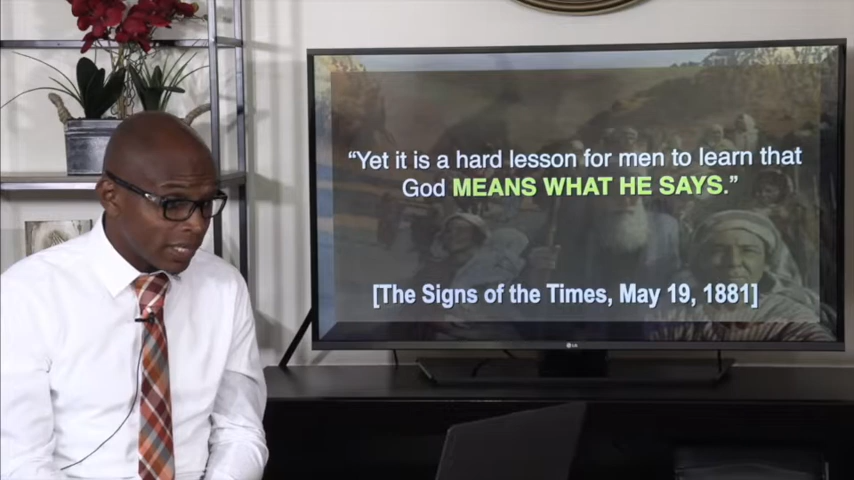 “Yet it is a hard lesson for men to learn that
God MEANS WHAT HE SAYS.”
[The Signs of the Times, May 19, 1881]
LG